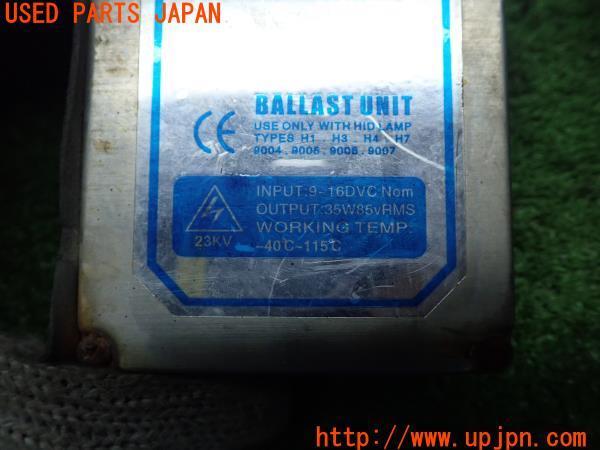 USED PARTS JAPAN
CE
BALLAST UNIT
USE ONLY WITH HID LAMP
TYPES H1 . H3 . H4 . H7
9004 . 9005 . 9006 . 9007
INPUT:9~16DVC Nom
OUTPUT:35W85vRMS
WORKING TEMP:
-40℃~115℃
23KV
http://www.upjpn.com/